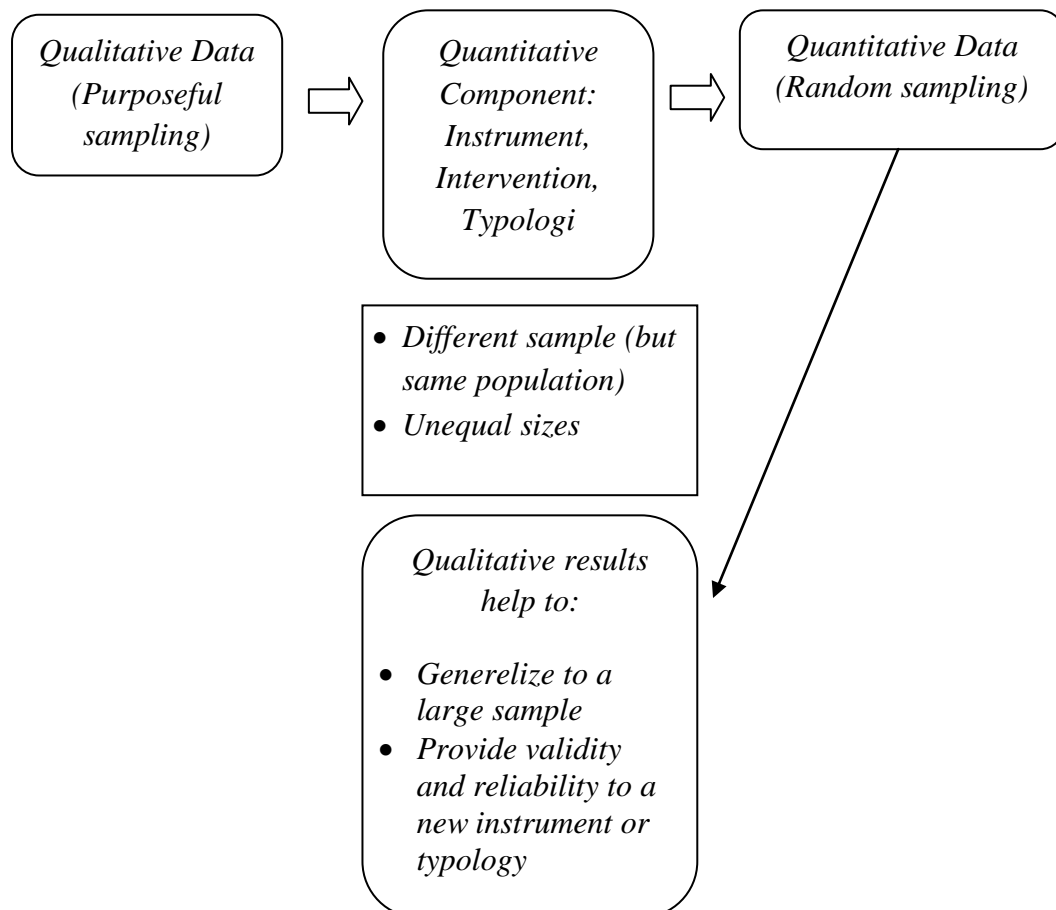 Qualitative Data
(Purposeful
sampling)
Quantitative
Component:
Instrument,
Intervention,
Typologi
Quantitative Data
(Random sampling)
• Different sample (but
same population)
• Unequal sizes
Qualitative results
help to:
• Generelize to a
large sample
• Provide validity
and reliability to a
new instrument or
typology